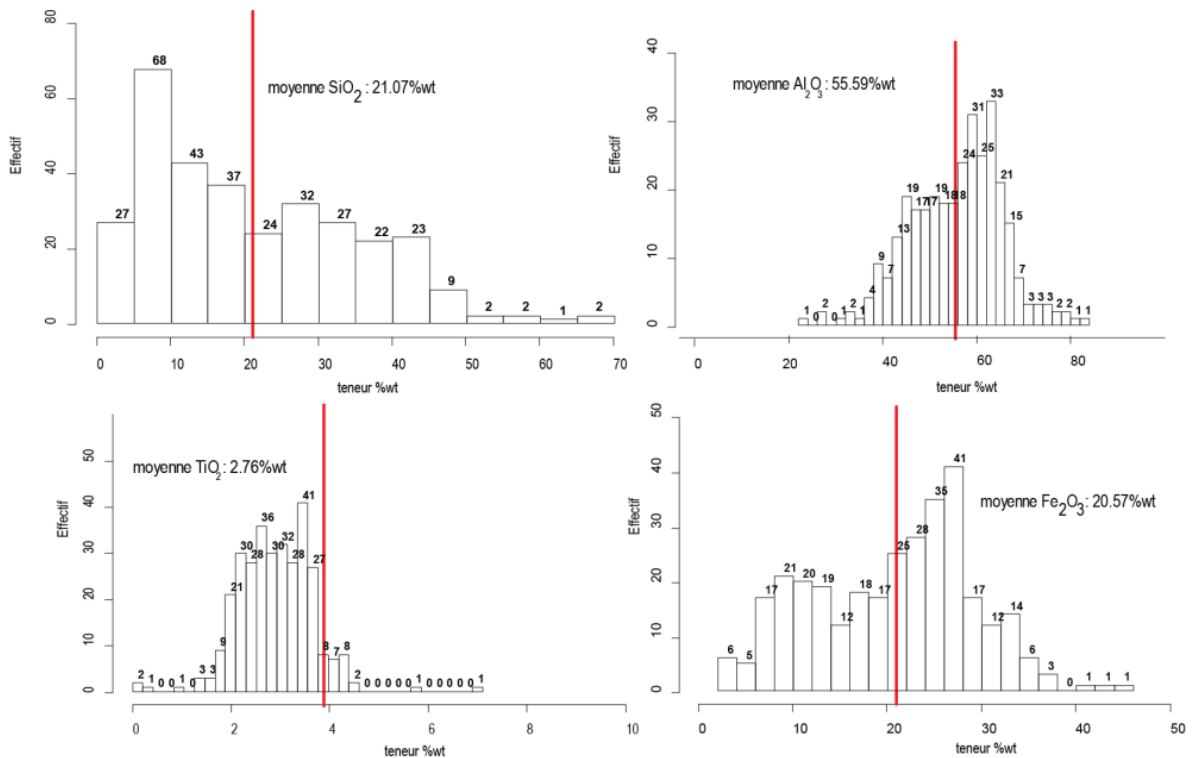 80
60
40
20
0
Effectif
moyenne SiO2 : 21.07%wt
27 68 43 37 24 32 27 22 23 9 2 2 1 2
0 10 20 30 40 50 60 70
teneur %wt
40
30
20
10
0
Effectif
moyenne Al2O3 : 55.59%wt
1 0 2 0 1 2 1 4 9 7 13 19 17 17 19 18 18 24 31 25 33 21 15 7 3 3 3 2 2 1 1
0 20 40 60 80
teneur %wt
50
40
30
20
10
0
Effectif
moyenne TiO2 : 2.76%wt
2 1 0 0 1 0 3 3 9 21 30 28 36 30 32 28 41 27 8 7 8 2 0 0 0 0 0 1 0 0 0 0 0 1
0 2 4 6 8 10
teneur %wt
50
40
30
20
10
0
Effectif
moyenne Fe2O3 : 20.57%wt
6 5 17 21 20 19 12 18 17 25 28 35 41 17 12 14 6 3 0 1 1 1
0 10 20 30 40 50
teneur %wt